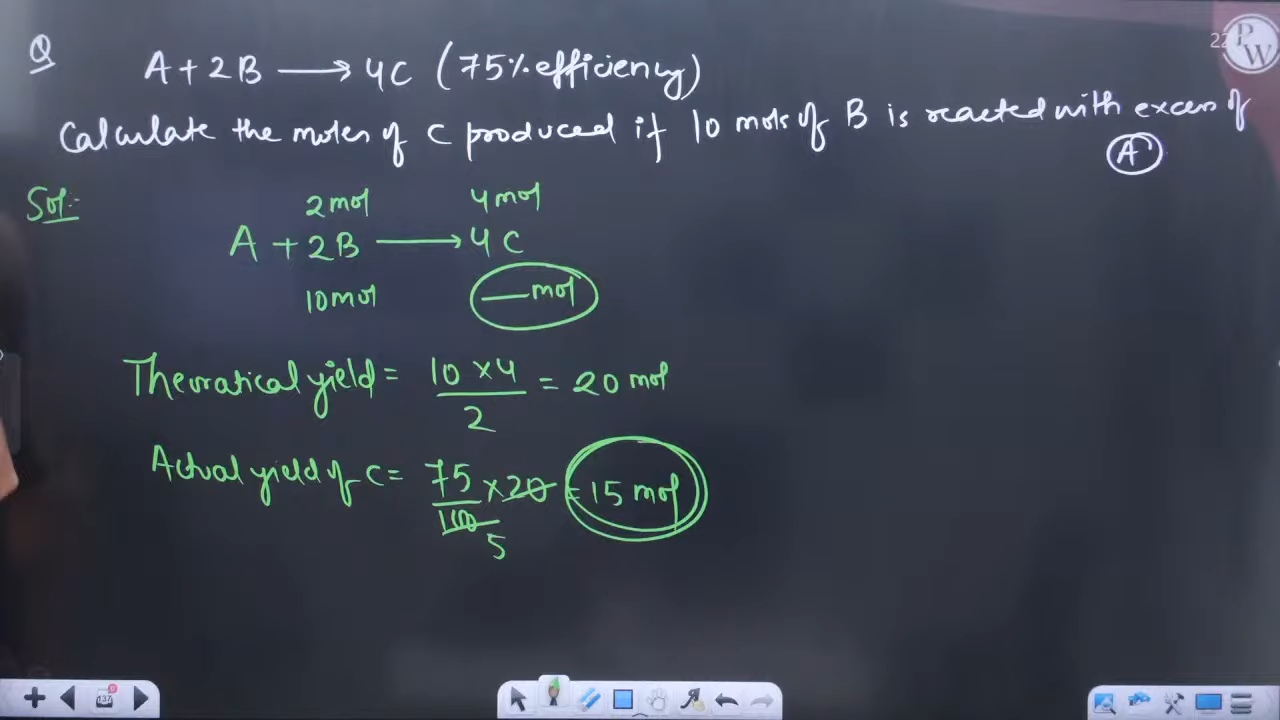 22
P
W
Q A + 2B ⟶ 4C (75% efficiency)
Calculate the moles of C produced if 10 mols of B is reacted with excess of
A
Sol:-
2 mol 4 mol
A + 2B ⟶ 4C
10 mol — mol
Theoratical yield = 10 × 4 / 2 = 20 mol
Actual yield of C = 75 / 100 × 20 = 15 mol
5
137